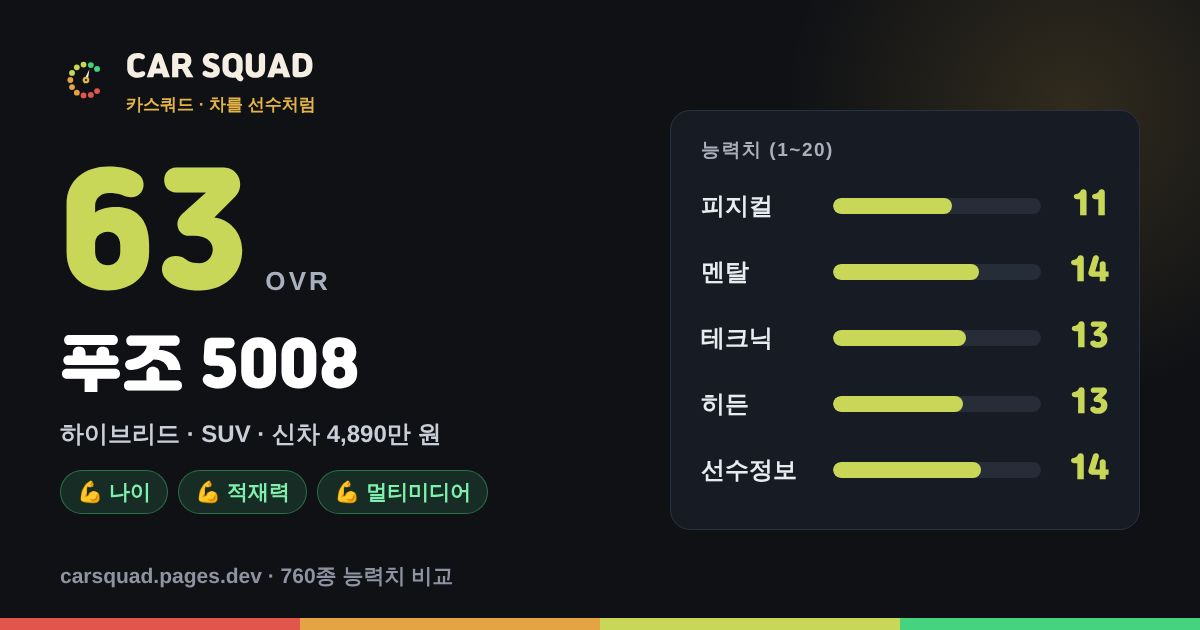 CAR SQUAD
카스쿼드 · 차를 선수처럼
63 OVR
푸조 5008
하이브리드 · SUV · 신차 4,890만 원
💪 나이 💪 적재력 💪 멀티미디어
carsquad.pages.dev · 760종 능력치 비교
능력치 (1~20)
피지컬 11
멘탈 14
테크닉 13
히든 13
선수정보 14